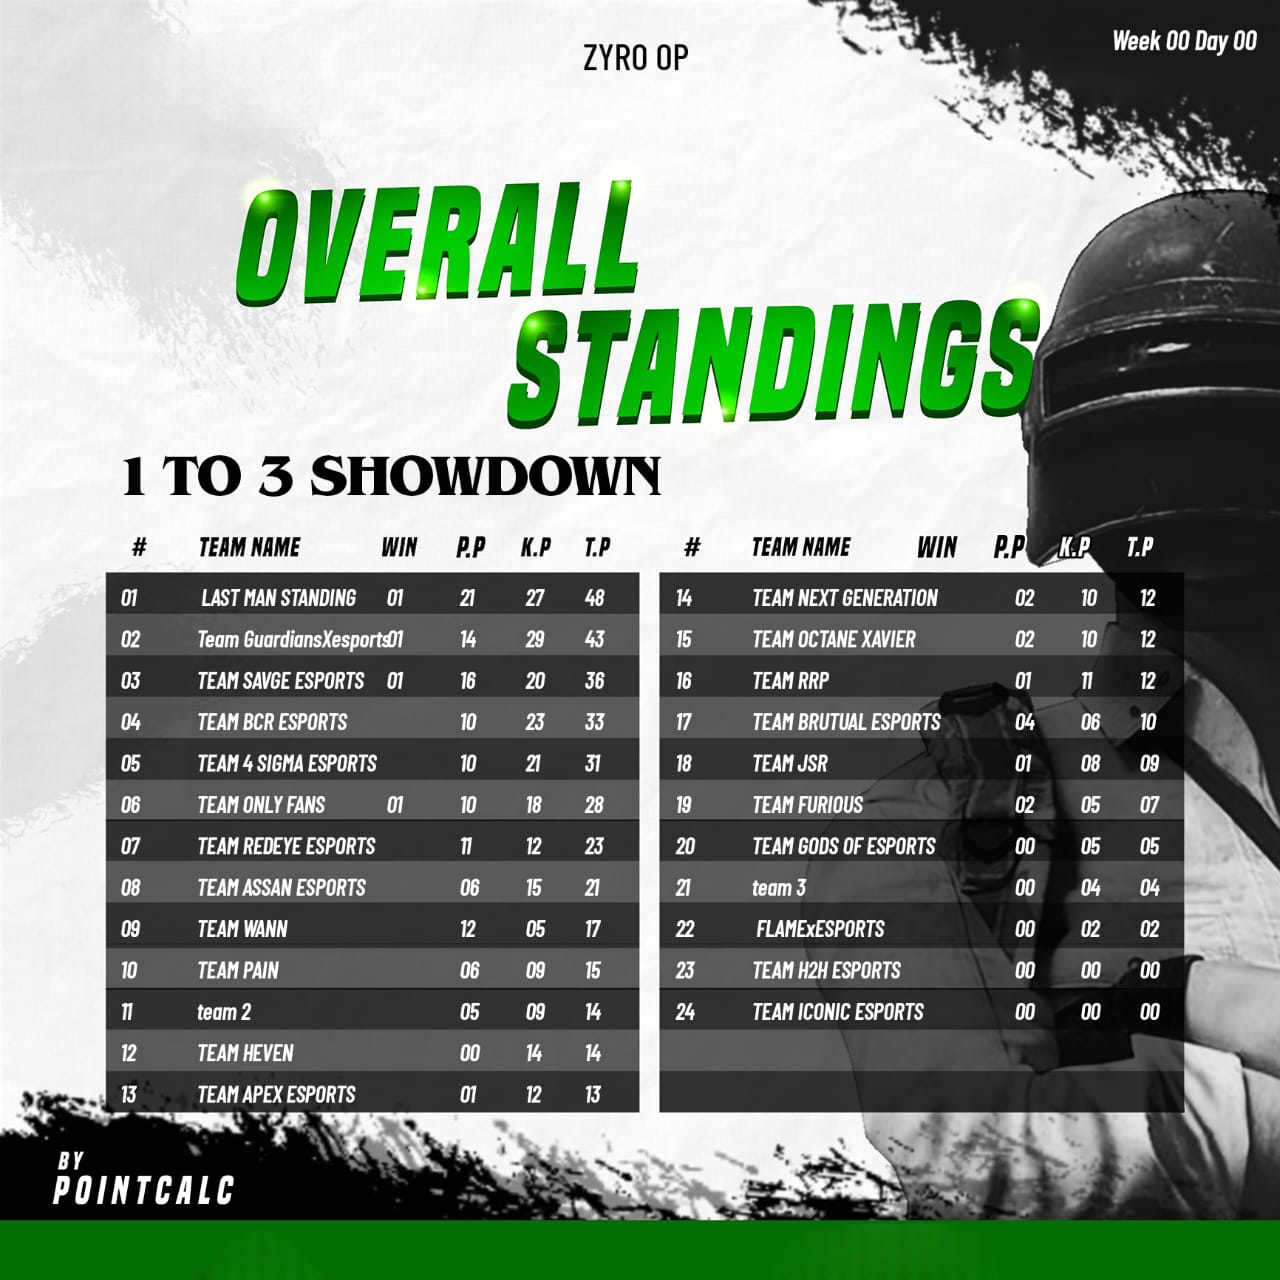 ZYRO OP
Week 00 Day 00
OVERALL
STANDINGS
1 TO 3 SHOWDOWN
# TEAM NAME WIN P.P K.P T.P
01 LAST MAN STANDING 01 21 27 48
02 Team GuardiansXesports 01 14 29 43
03 TEAM SAVGE ESPORTS 01 16 20 36
04 TEAM BCR ESPORTS 10 23 33
05 TEAM 4 SIGMA ESPORTS 10 21 31
06 TEAM ONLY FANS 01 10 18 28
07 TEAM REDEYE ESPORTS 11 12 23
08 TEAM ASSAN ESPORTS 06 15 21
09 TEAM WANN 12 05 17
10 TEAM PAIN 06 09 15
11 team 2 05 09 14
12 TEAM HEVEN 00 14 14
13 TEAM APEX ESPORTS 01 12 13
# TEAM NAME WIN P.P K.P T.P
14 TEAM NEXT GENERATION 02 10 12
15 TEAM OCTANE XAVIER 02 10 12
16 TEAM RRP 01 11 12
17 TEAM BRUTUAL ESPORTS 04 06 10
18 TEAM JSR 01 08 09
19 TEAM FURIOUS 02 05 07
20 TEAM GODS OF ESPORTS 00 05 05
21 team 3 00 04 04
22 FLAMExESPORTS 00 02 02
23 TEAM H2H ESPORTS 00 00 00
24 TEAM ICONIC ESPORTS 00 00 00
BY
POINTCALC